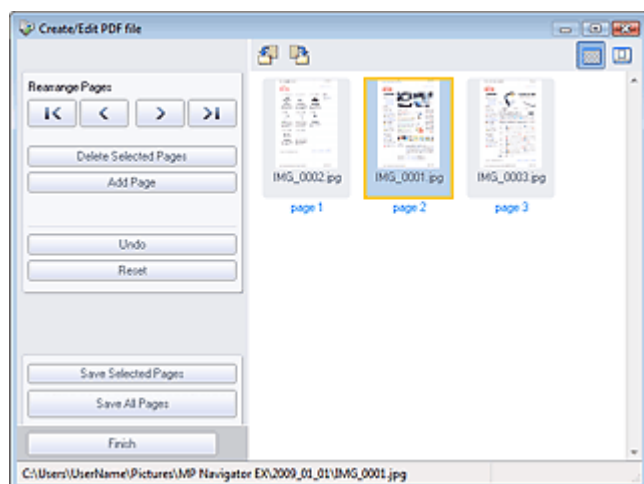 Create/Edit PDF file
Rearrange Pages
Delete Selected Pages
Add Page
Undo
Reset
Save Selected Pages
Save All Pages
Finish
IMG_0002.jpg
IMG_0001.jpg
IMG_0003.jpg
page 1
page 2
page 3
C:\Users\UserName\Pictures\MP Navigator EX\2009_01_01\IMG_0001.jpg